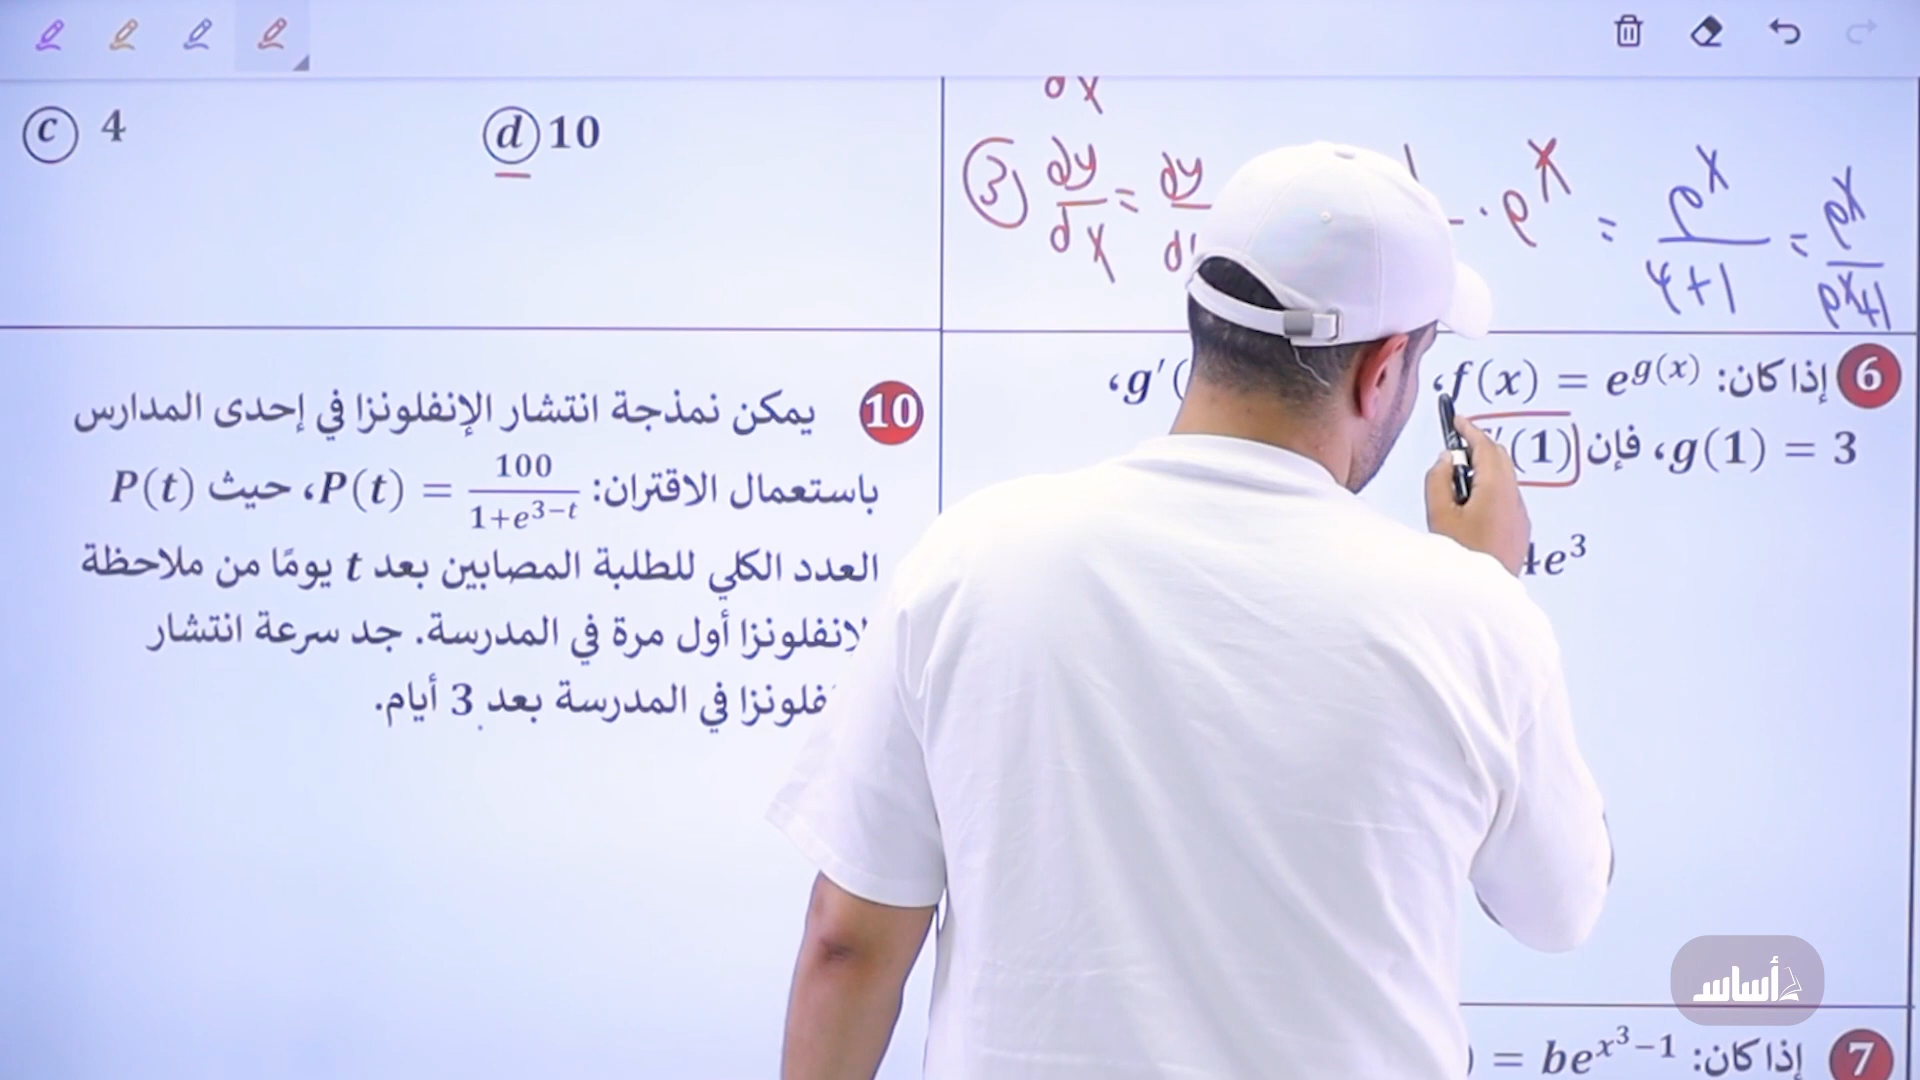 c 4
d 10
dx
3 dy/dx = dy · e^x = e^x/(y+1) = e^x/(e^x+1)
6 إذا كان: f(x) = e^{g(x)}، g′(
g(1) = 3، فإن (1)
4e^3
7 إذا كان: = be^{x^3−1}
10 يمكن نمذجة انتشار الإنفلونزا في إحدى المدارس
باستعمال الاقتران: P(t) = 100/(1+e^{3−t})، حيث P(t)
العدد الكلي للطلبة المصابين بعد t يومًا من ملاحظة
الإنفلونزا أول مرة في المدرسة. جد سرعة انتشار
في المدرسة بعد 3 أيام.
أساس